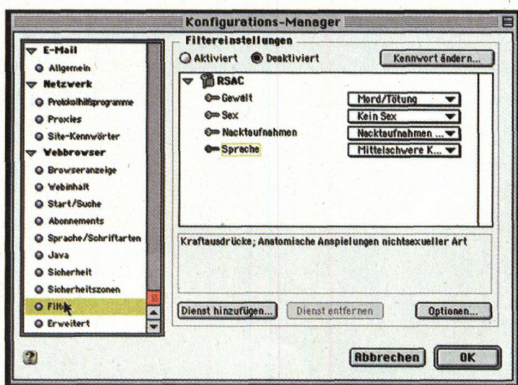 Konfigurations-Manager
E-Mail
Allgemein
Netzwerk
Protokollhilfsprogramme
Proxies
Site-Kennwörter
Webbrowser
Browseranzeige
Webinhalt
Start/Suche
Abonnements
Sprache/Schriftarten
Java
Sicherheit
Sicherheitszonen
Filter
Erweitert
Filtereinstellungen
Aktiviert Deaktiviert Kennwort ändern...
RSAC
Gewalt Mord/Tötung
Sex Kein Sex
Nacktaufnahmen Nacktaufnahmen ...
Sprache Mittelschwere K...
Kraftausdrücke; Anatomische Anspielungen nichtsexueller Art
Dienst hinzufügen... Dienst entfernen Optionen...
? Abbrechen OK